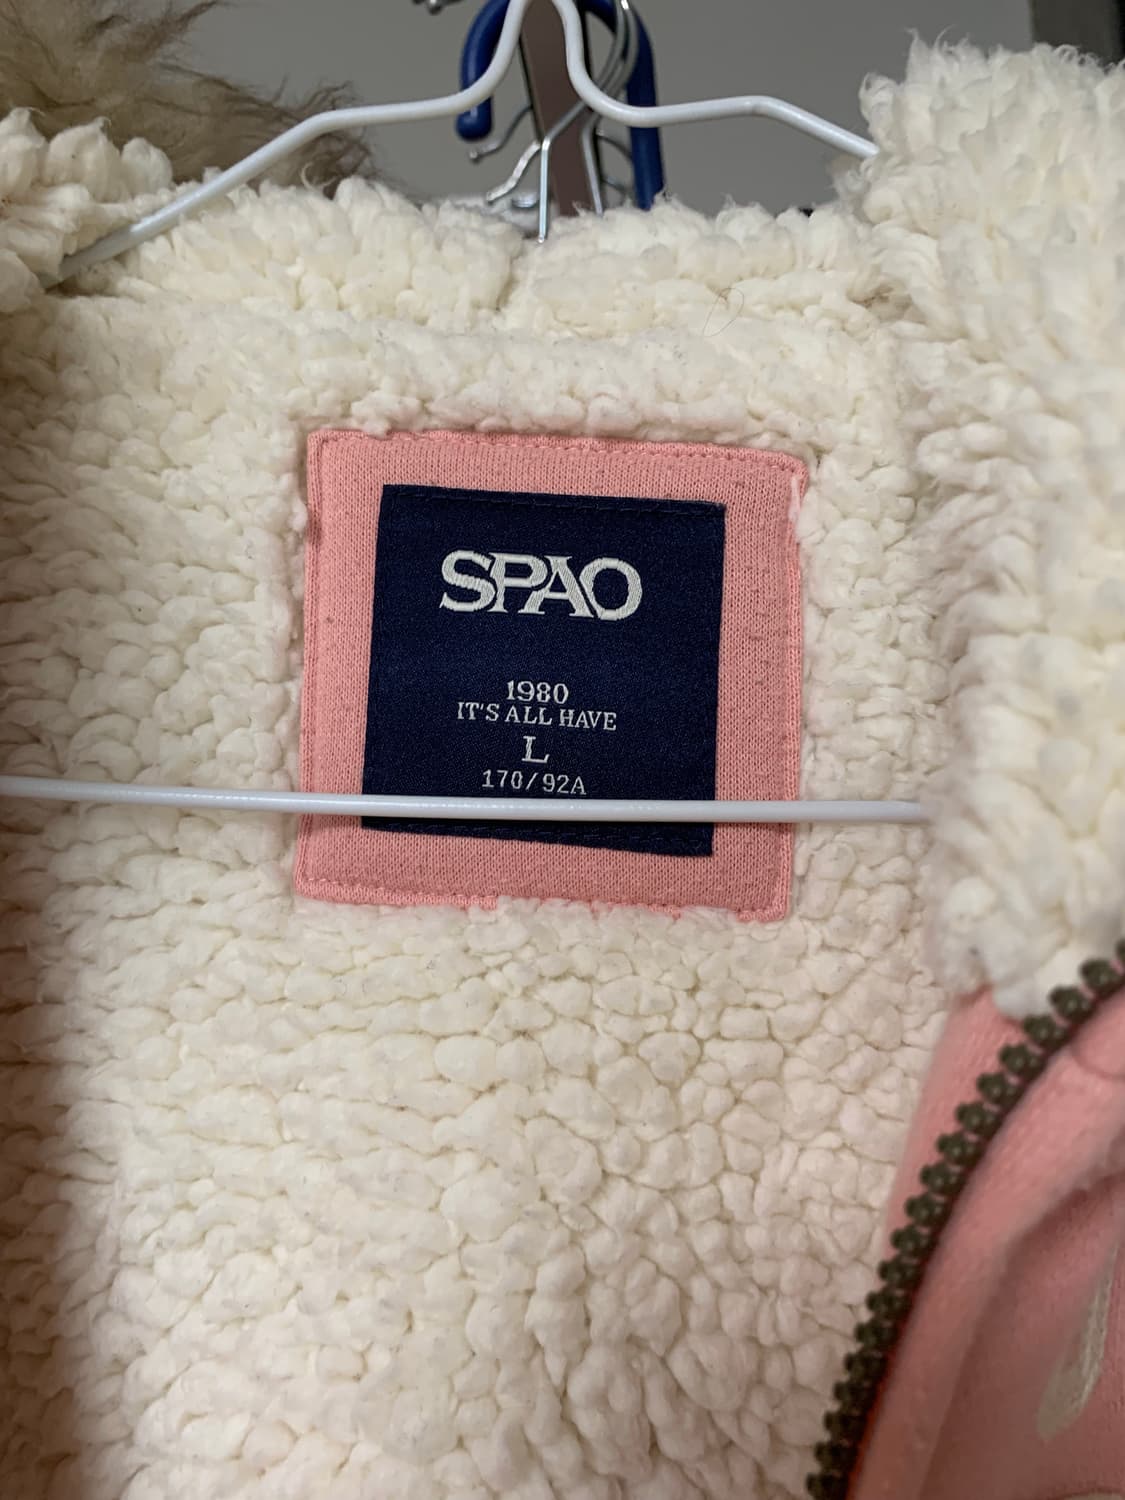 SPAO
1980
IT'S ALL HAVE
L
170/92A